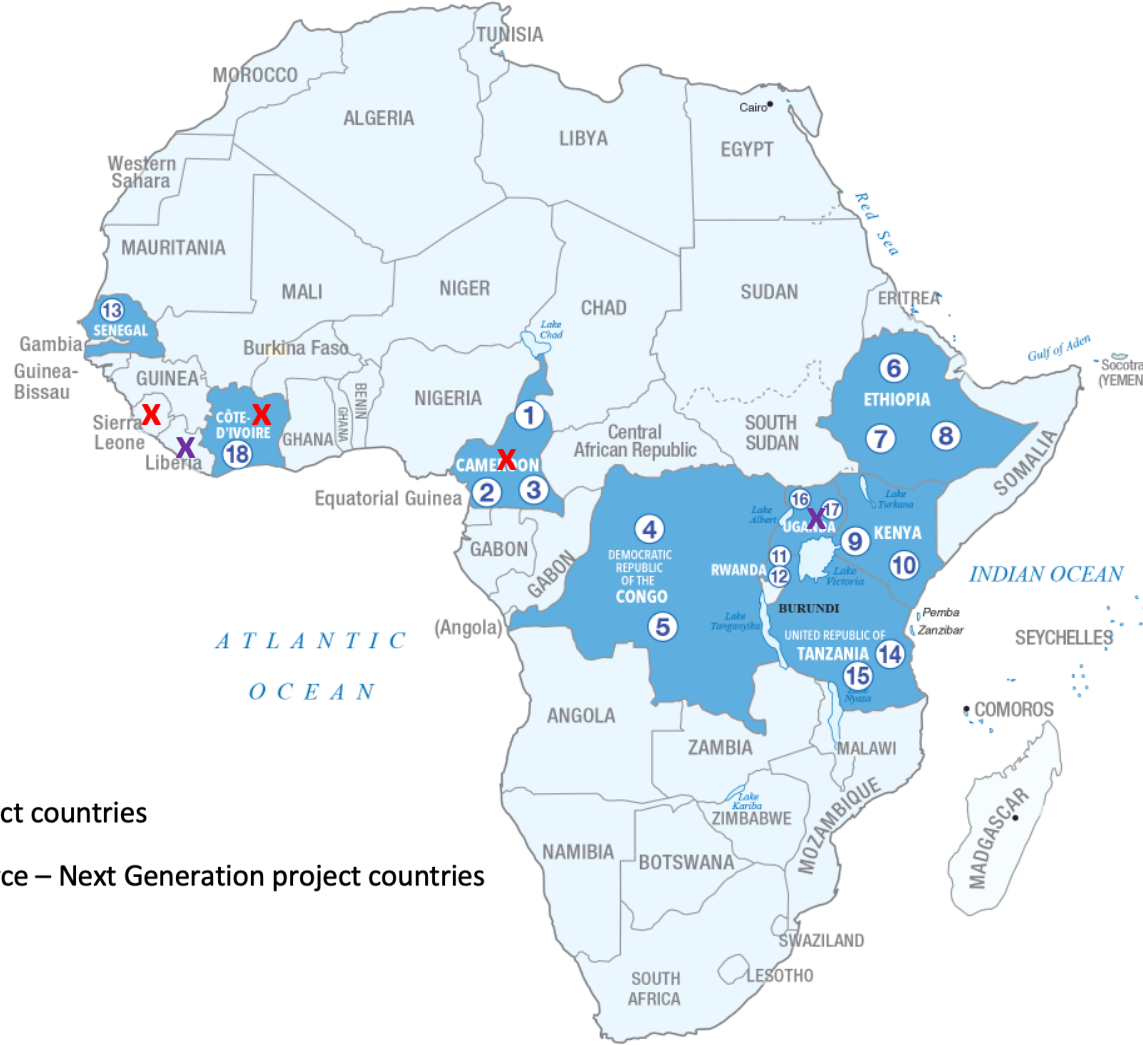 TUNISIA
MOROCCO
Cairo
ALGERIA
LIBYA
EGYPT
Western
Sahara
Red Sea
MAURITANIA
MALI
NIGER
CHAD
SUDAN
ERITREA
13
SENEGAL
Lake
Chad
Gulf of Aden
Socotra
(YEMEN
Gambia
Burkina Faso
Guinea-
Bissau
GUINEA
BENIN
NIGERIA
6
ETHIOPIA
X
Sierra
Leone
CÔTE-
D'IVOIRE
X
GHANA
GHANA
1
Central
African Republic
SOUTH
SUDAN
7
8
SOMALIA
X
Liberia
18
CAMEROON
X
2
3
Equatorial Guinea
16
17
Lake
Turkana
Lake
Albert
UGANDA
X
KENYA
4
GABON
GABON
DEMOCRATIC
REPUBLIC
OF THE
CONGO
9
10
11
RWANDA
12
Lake
Victoria
INDIAN OCEAN
5
BURUNDI
Lake
Tanganyika
Pemba
Zanzibar
(Angola)
ATLANTIC
OCEAN
UNITED REPUBLIC OF
TANZANIA
14
15
Lake
Nyasa
SEYCHELLES
COMOROS
ANGOLA
ZAMBIA
MALAWI
Lake
Kariba
ZIMBABWE
MOZAMBIQUE
MADAGASCAR
ct countries
rce – Next Generation project countries
NAMIBIA
BOTSWANA
SWAZILAND
LESOTHO
SOUTH
AFRICA